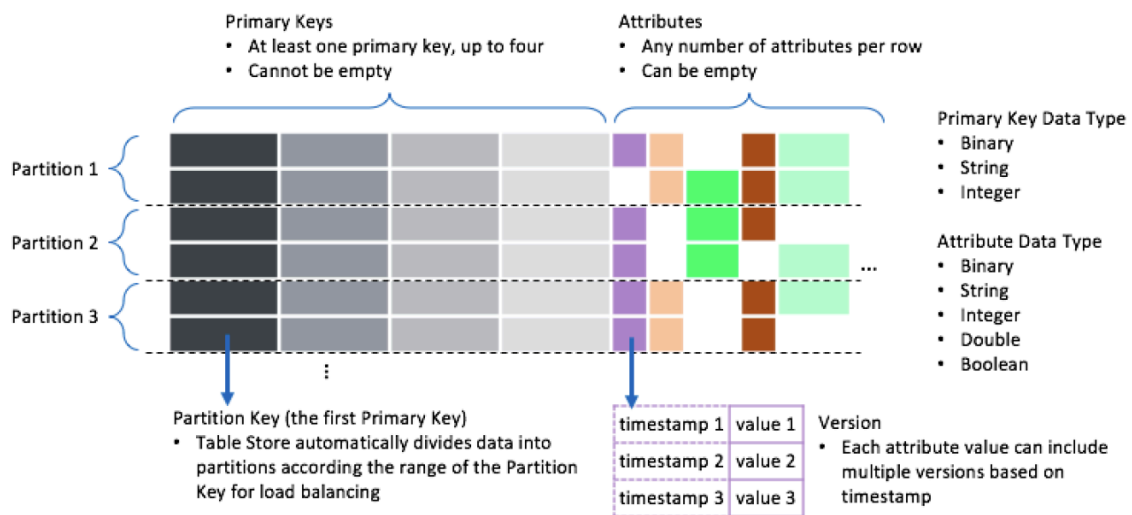 Primary Keys
• At least one primary key, up to four
• Cannot be empty
Attributes
• Any number of attributes per row
• Can be empty
Partition 1
Partition 2
Partition 3
...
...
Primary Key Data Type
• Binary
• String
• Integer
Attribute Data Type
• Binary
• String
• Integer
• Double
• Boolean
Partition Key (the first Primary Key)
• Table Store automatically divides data into
partitions according the range of the Partition
Key for load balancing
timestamp 1 value 1
timestamp 2 value 2
timestamp 3 value 3
Version
• Each attribute value can include
multiple versions based on
timestamp